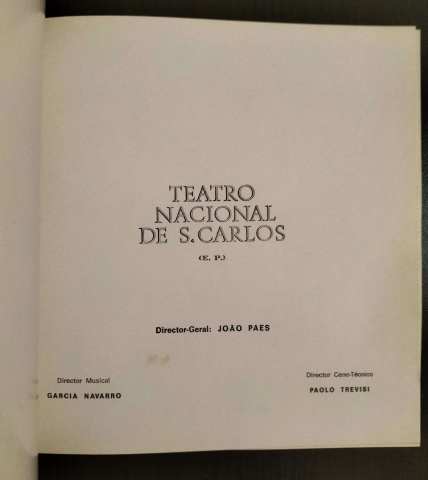 TEATRO
NACIONAL
DE S. CARLOS
(E. P.)
Director-Geral: JOÃO PAES
Director Musical
GARCIA NAVARRO
Director Ceno-Técnico
PAOLO TREVISI